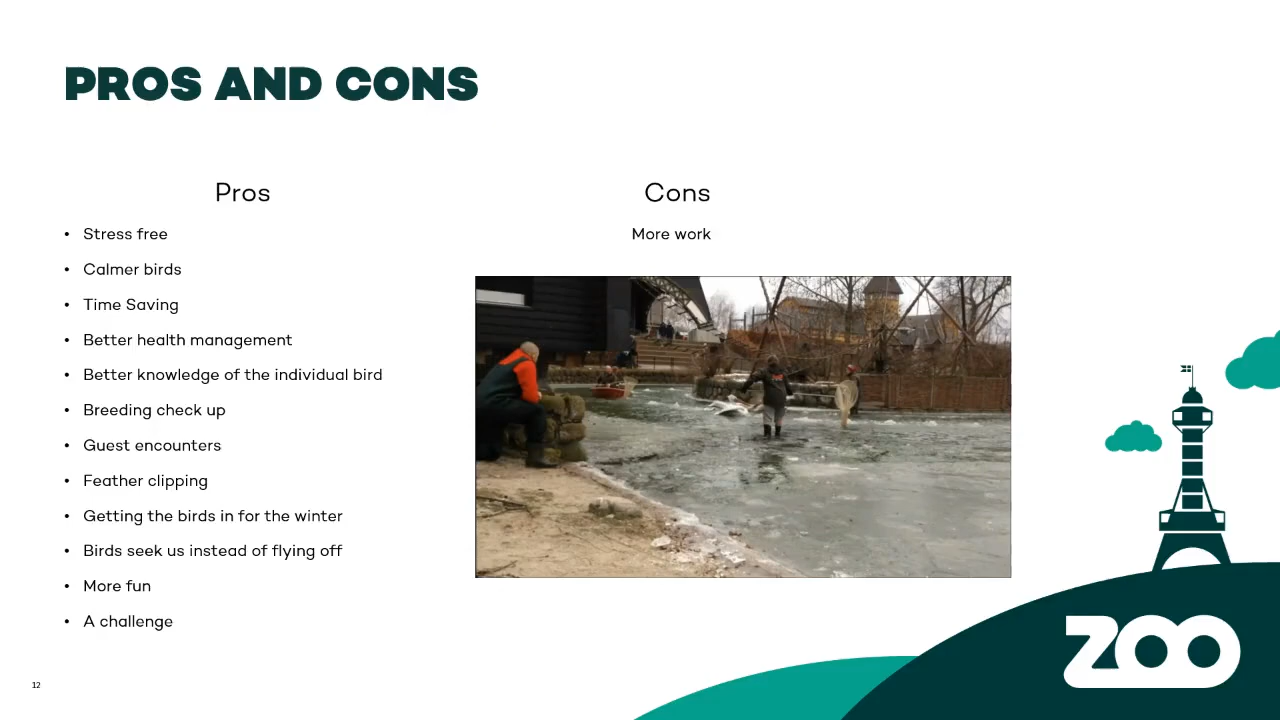 PROS AND CONS
Pros
• Stress free
• Calmer birds
• Time Saving
• Better health management
• Better knowledge of the individual bird
• Breeding check up
• Guest encounters
• Feather clipping
• Getting the birds in for the winter
• Birds seek us instead of flying off
• More fun
• A challenge
Cons
More work
12
ZOO